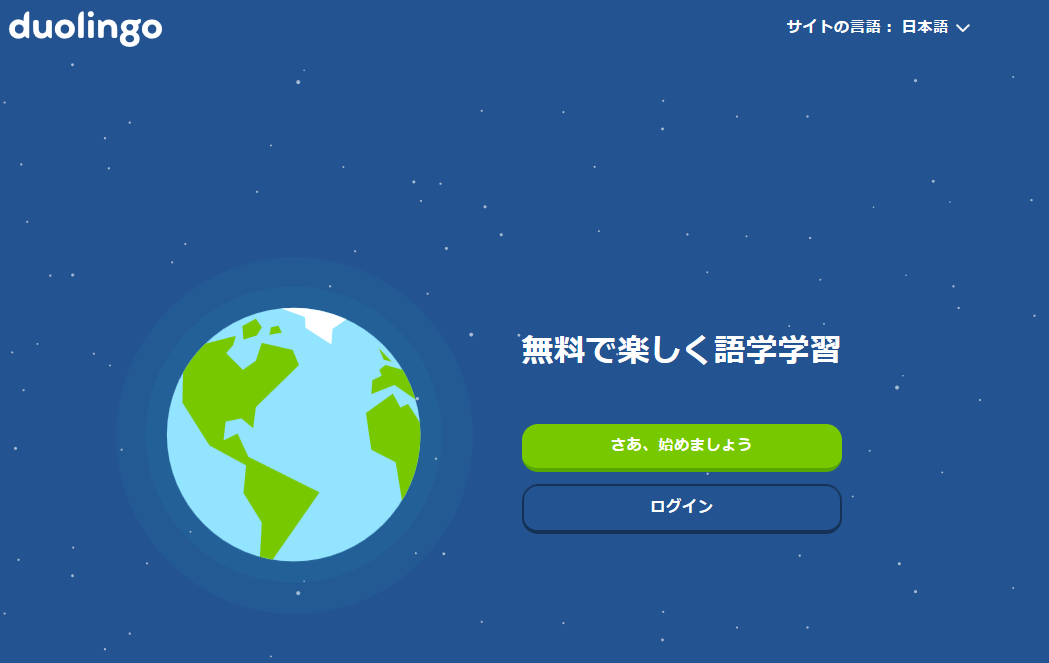 duolingo
サイトの言語： 日本語
無料で楽しく語学学習
さあ、始めましょう
ログイン